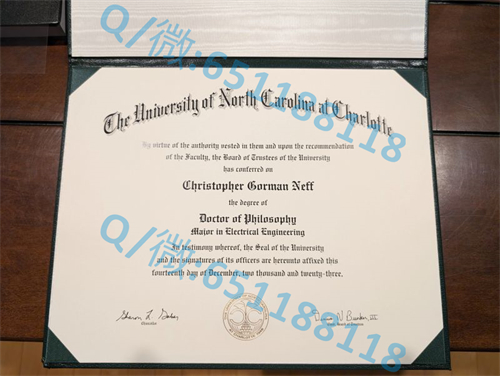 Q/微:651188118
The University of North Carolina at Charlotte
By virtue of the authority vested in them and upon the recommendation
of the Faculty, the Board of Trustees of the University
has conferred on
Christopher Gorman Neff
the degree of
Doctor of Philosophy
Major in Electrical Engineering
In testimony whereof, the Seal of the University
and the signatures of its officers are hereunto affixed this
fourteenth day of December, two thousand and twenty-three.
Q/微:651188118
Chancellor